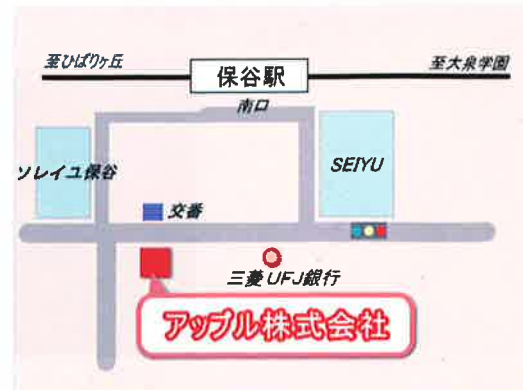 至ひばりヶ丘
保谷駅
至大泉学園
南口
ソレイユ保谷
SEIYU
交番
三菱UFJ銀行
アップル株式会社